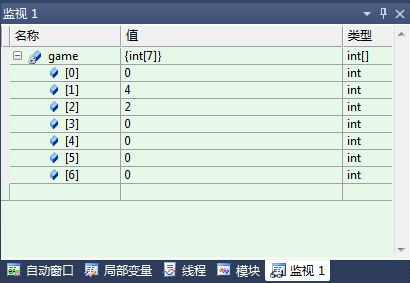 监视 1
名称 值 类型
game {int[7]} int[]
[0] 0 int
[1] 4 int
[2] 2 int
[3] 0 int
[4] 0 int
[5] 0 int
[6] 0 int
自动窗口 局部变量 线程 模块 监视 1